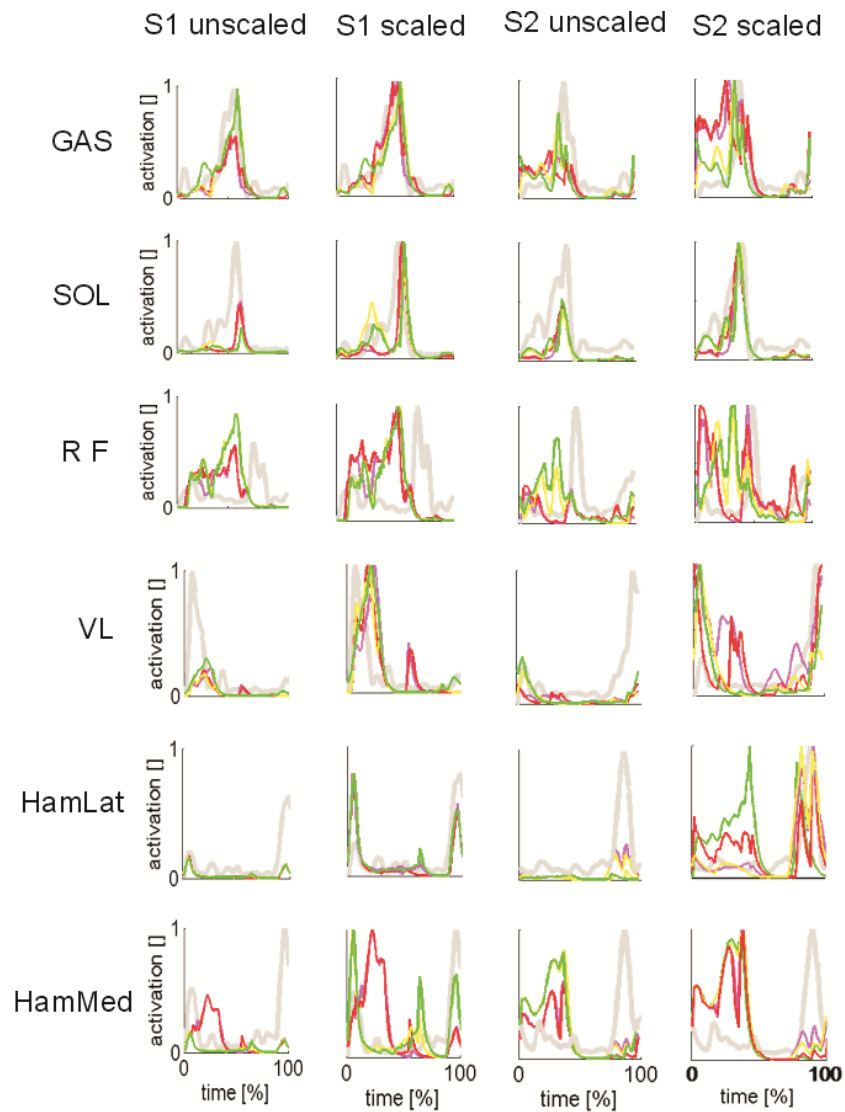 S1 unscaled S1 scaled S2 unscaled S2 scaled
GAS
activation []
1
0
SOL
activation []
1
0
R F
activation []
1
0
VL
activation []
1
0
HamLat
activation []
1
0
HamMed
activation []
1
0
0 100 0 100 0 100 0 100
time [%] time [%] time [%] time [%]